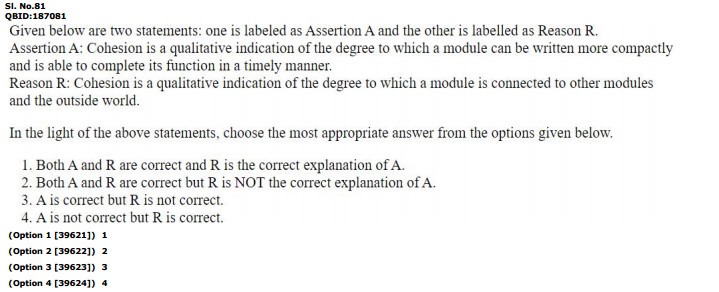 Sl. No.81
QBID:187081
Given below are two statements: one is labeled as Assertion A and the other is labelled as Reason R.
Assertion A: Cohesion is a qualitative indication of the degree to which a module can be written more compactly
and is able to complete its function in a timely manner.
Reason R: Cohesion is a qualitative indication of the degree to which a module is connected to other modules
and the outside world.
In the light of the above statements, choose the most appropriate answer from the options given below.
1. Both A and R are correct and R is the correct explanation of A.
2. Both A and R are correct but R is NOT the correct explanation of A.
3. A is correct but R is not correct.
4. A is not correct but R is correct.
(Option 1 [39621]) 1
(Option 2 [39622]) 2
(Option 3 [39623]) 3
(Option 4 [39624]) 4